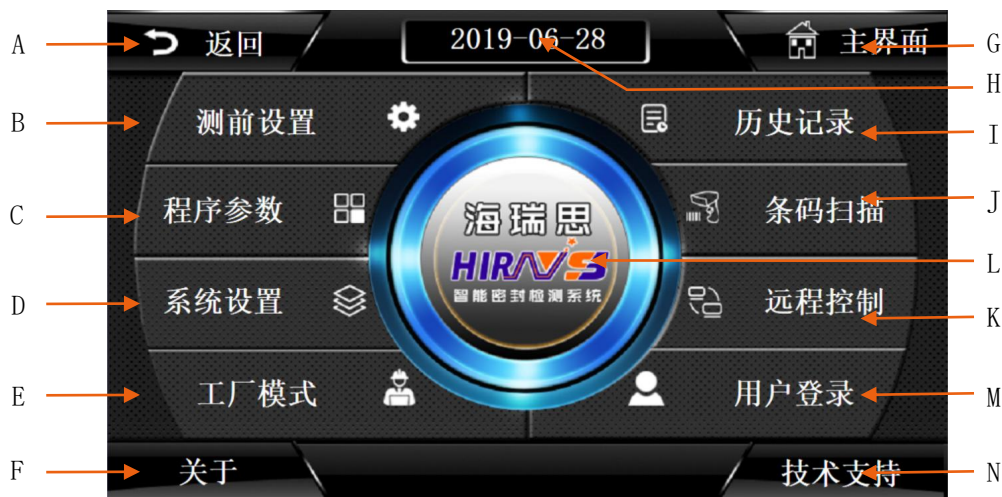 A 返回 2019-06-28 主界面 G
H
B 测前设置 历史记录 I
C 程序参数 条码扫描 J
海瑞思
HIRAYS
智能密封检测系统
L
D 系统设置 远程控制 K
E 工厂模式 用户登录 M
F 关于 技术支持 N